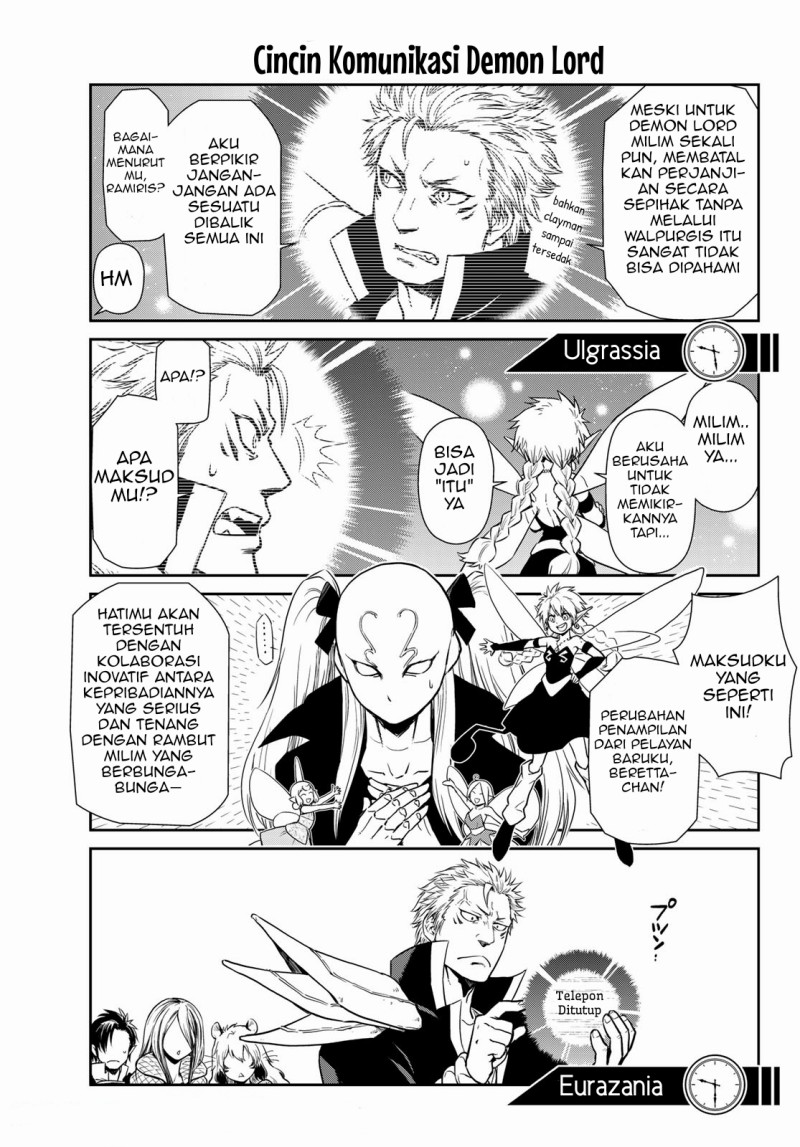 Cincin Komunikasi Demon Lord
MESKI UNTUK
DEMON LORD
MILIM SEKALI
PUN, MEMBATAL
KAN PERJANJI-
AN SECARA
SEPIHAK TANPA
MELALUI
WALPURGIS ITU
SANGAT TIDAK
BISA DIPAHAMI
bahkan
clayman
sampai
tersedak
AKU
BERPIKIR
JANGAN-
JANGAN ADA
SESUATU
DIBALIK
SEMUA INI
BAGAI-
MANA
MENURUT
MU,
RAMIRIS?
HM
Ulgrassia
MILIM..
MILIM
YA...
AKU
BERUSAHA
UNTUK
TIDAK
MEMIKIR-
KANNYA
TAPI...
BISA
JADI
"ITU"
YA
APA!?
APA
MAKSUD
MU!?
MAKSUDKU
YANG
SEPERTI
INI!
PERUBAHAN
PENAMPILAN
DARI PELAYAN
BARUKU,
BERETTA-
CHAN!
HATIMU AKAN
TERSENTUH
DENGAN
KOLABORASI
INOVATIF ANTARA
KEPRIBADIANNYA
YANG SERIUS
DAN TENANG
DENGAN RAMBUT
MILIM YANG
BERBUNGA-
BUNGA—
プツン.
Telepon
Ditutup
Eurazania